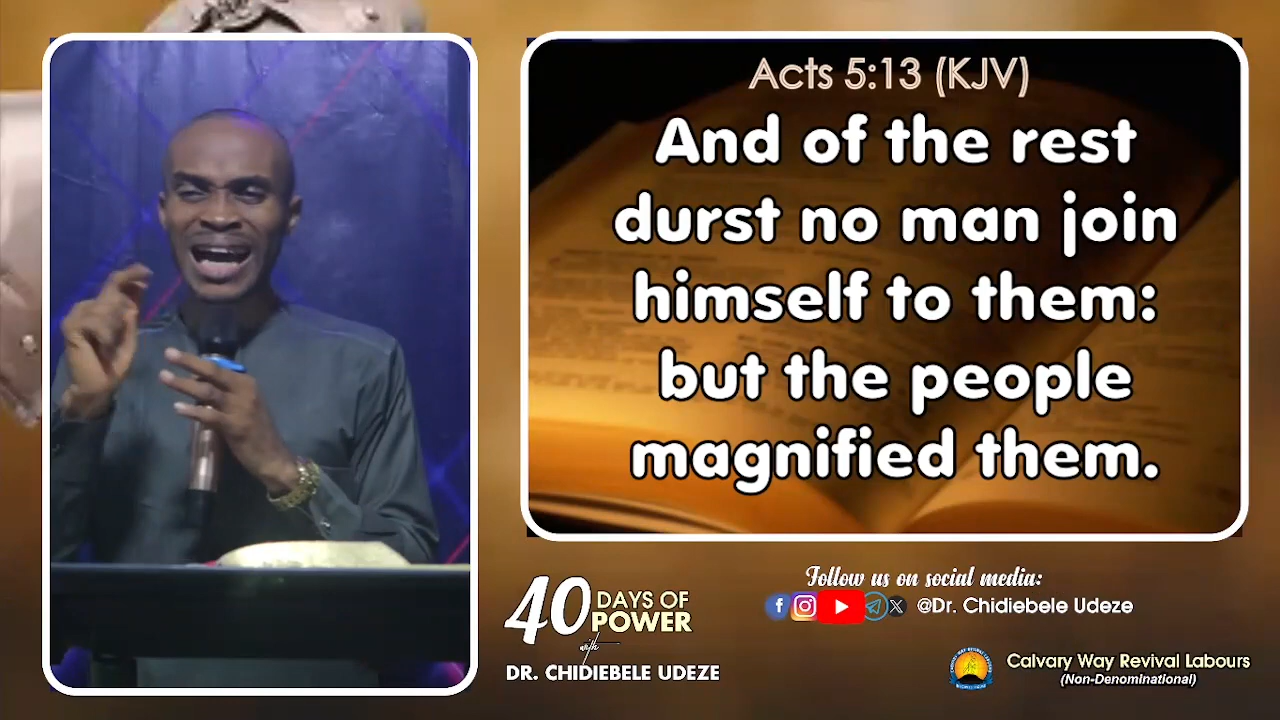 Acts 5:13 (KJV)
And of the rest
durst no man join
himself to them:
but the people
magnified them.
40 DAYS OF
POWER
with
DR. CHIDIEBELE UDEZE
Follow us on social media:
@Dr. Chidiebele Udeze
Calvary Way Revival Labours
(Non-Denominational)